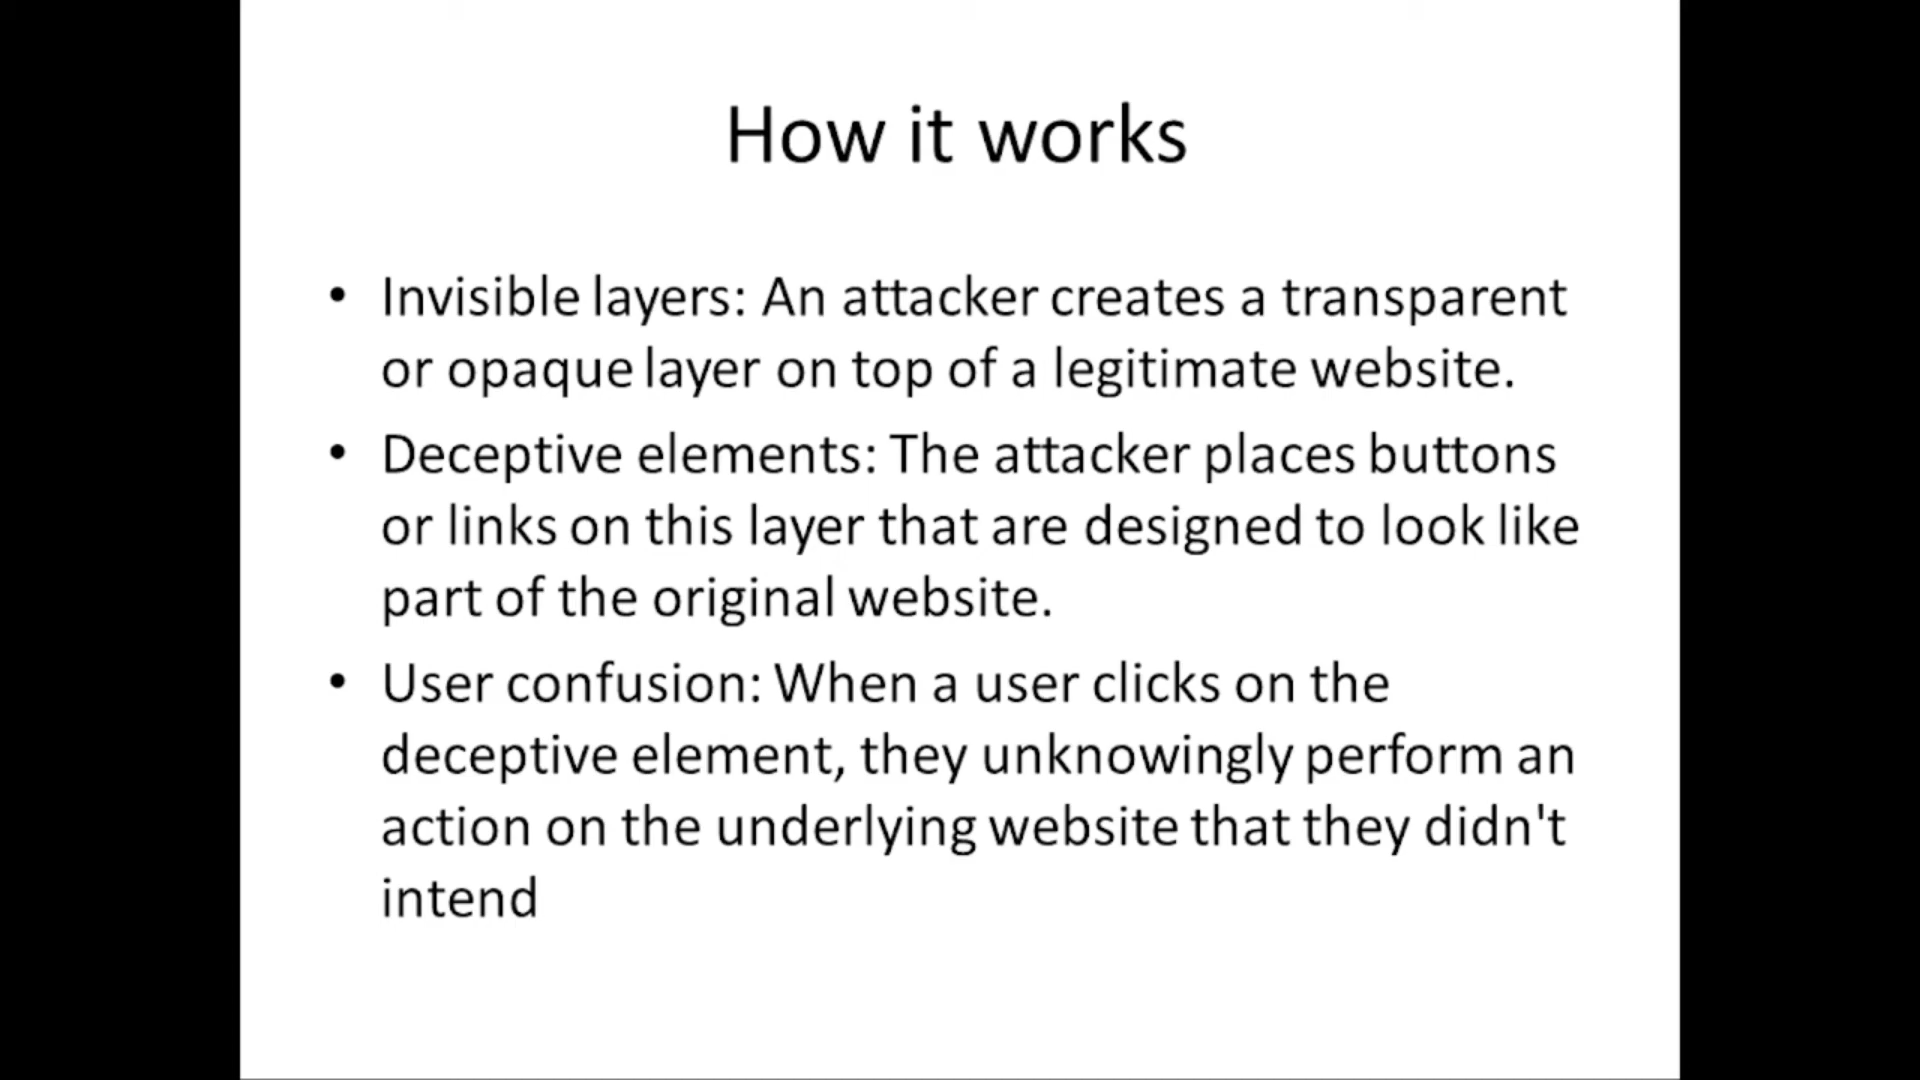 How it works
• Invisible layers: An attacker creates a transparent
or opaque layer on top of a legitimate website.
• Deceptive elements: The attacker places buttons
or links on this layer that are designed to look like
part of the original website.
• User confusion: When a user clicks on the
deceptive element, they unknowingly perform an
action on the underlying website that they didn't
intend